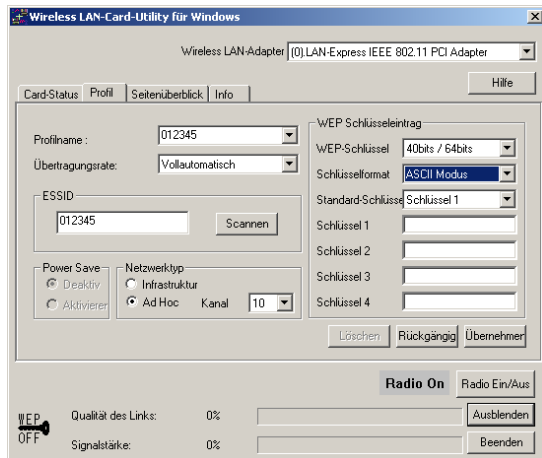 Wireless LAN-Card-Utility für Windows
Wireless LAN-Adapter (0).LAN-Express IEEE 802.11 PCI Adapter
Hilfe
Card-Status Profil Seitenüberblick Info
Profilname : 012345
Übertragungsrate: Vollautomatisch
ESSID
012345 Scannen
Power Save
Deaktiv
Aktivierer
Netzwerktyp
Infrastruktur
Ad Hoc Kanal 10
WEP Schlüsseleintrag
WEP-Schlüssel 40bits / 64bits
Schlüsselformat ASCII Modus
Standard-Schlüsse Schlüssel 1
Schlüssel 1
Schlüssel 2
Schlüssel 3
Schlüssel 4
Löschen Rückgängig Übernehmer
Radio On Radio Ein/Aus
WEP
OFF
Qualität des Links: 0% Ausblenden
Signalstärke: 0% Beenden